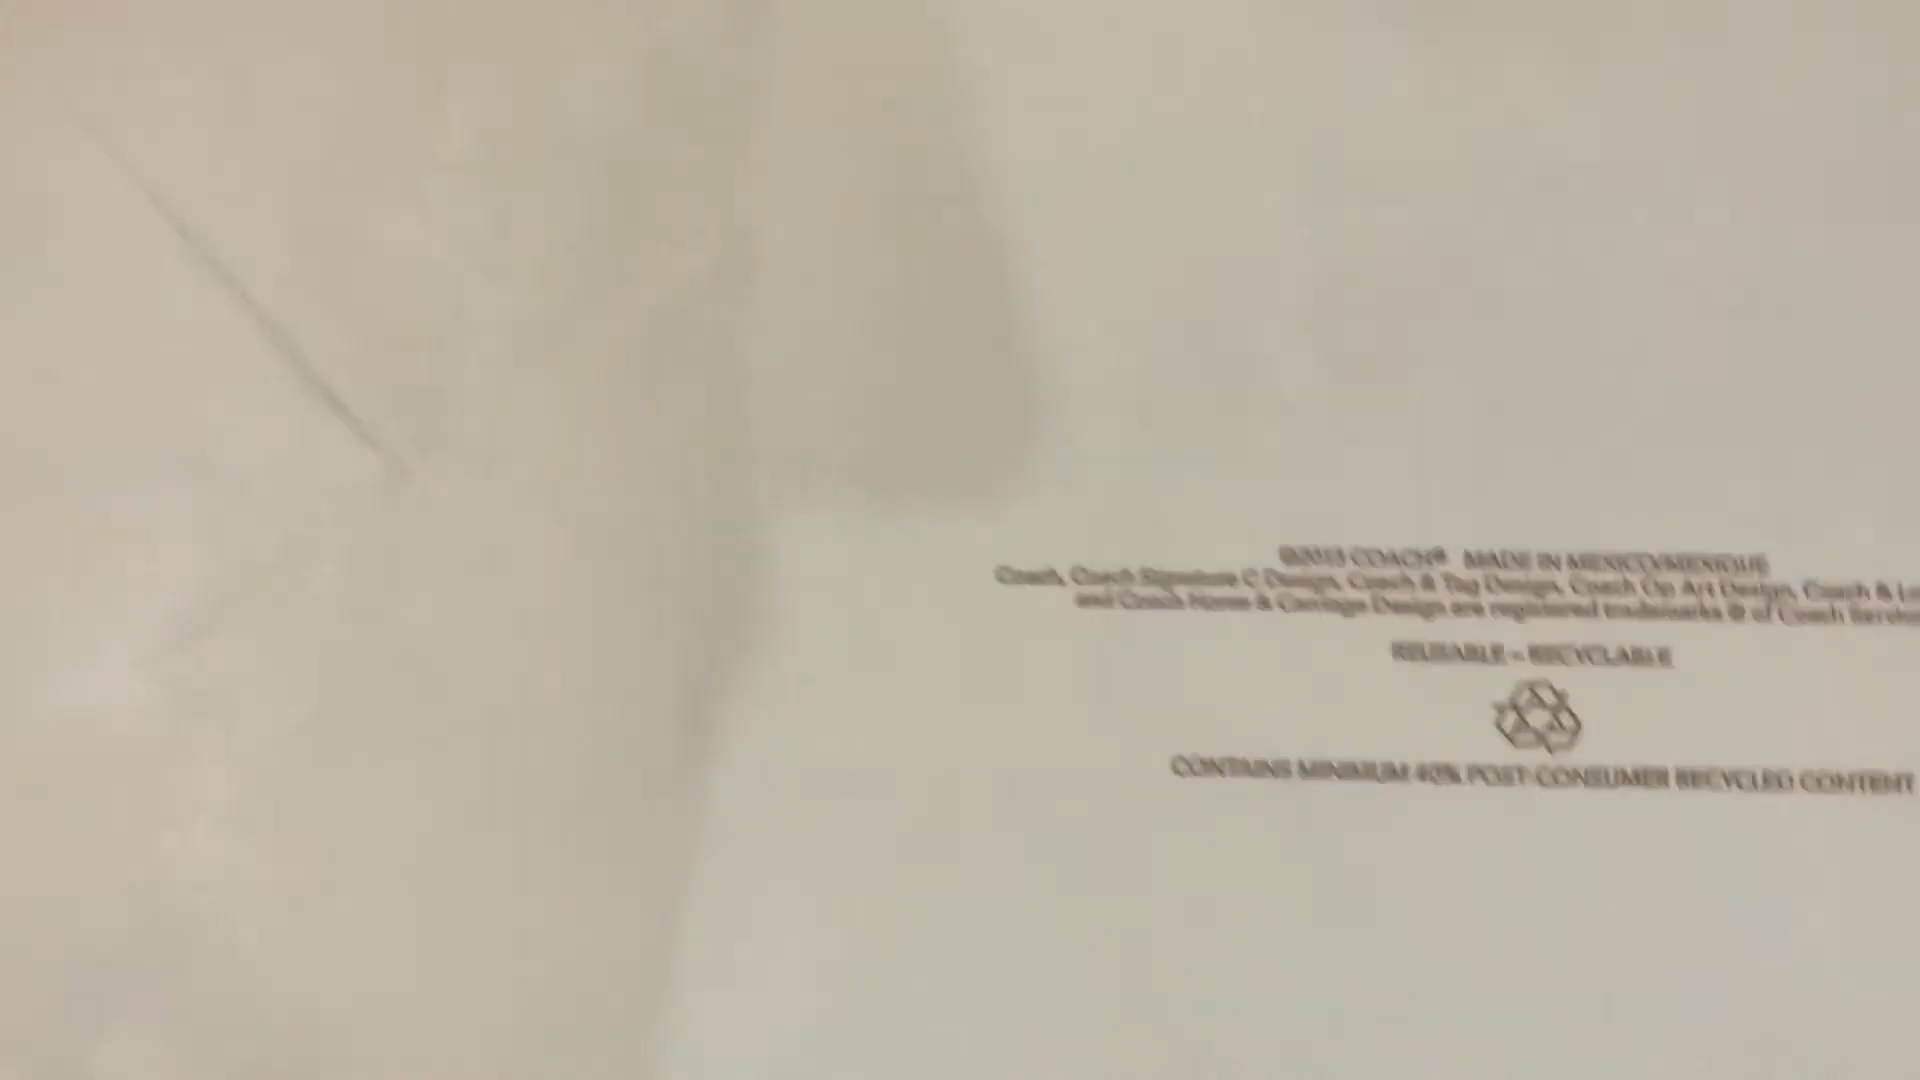 COACH® MADE IN MEXICO/MEXIQUE
Coach, Coach Signature C Design, Coach & Tag Design, Coach Op Art Design, Coach &
and Coach Horse & Carriage Design are registered trademarks ® of Coach
REUSABLE – RECYCLABLE
CONTAINS MINIMUM 40% POST-CONSUMER RECYCLED CONTENT